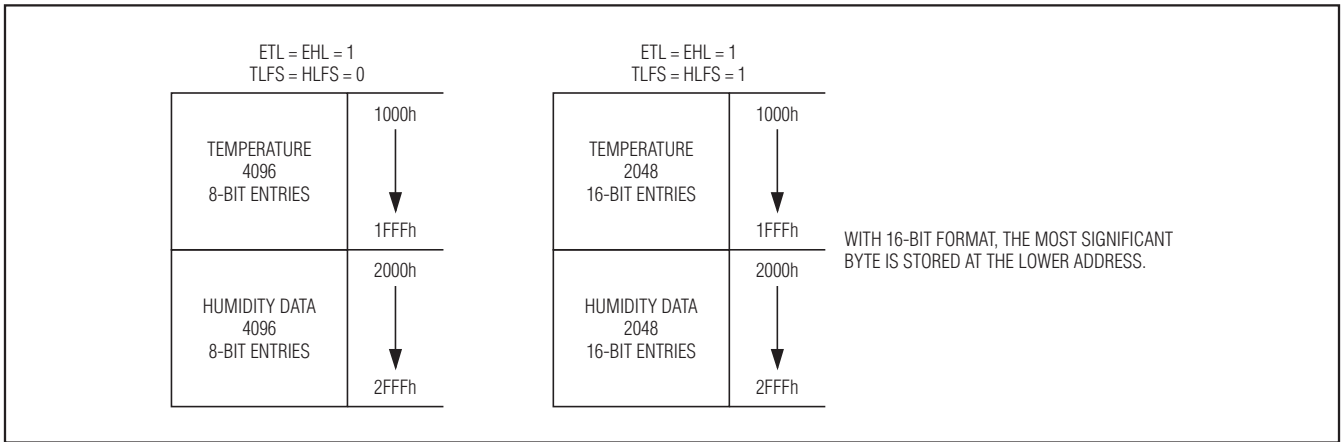 ETL = EHL = 1
TLFS = HLFS = 0
TEMPERATURE
4096
8-BIT ENTRIES
1000h
1FFFh
HUMIDITY DATA
4096
8-BIT ENTRIES
2000h
2FFFh
ETL = EHL = 1
TLFS = HLFS = 1
TEMPERATURE
2048
16-BIT ENTRIES
1000h
1FFFh
HUMIDITY DATA
2048
16-BIT ENTRIES
2000h
2FFFh
WITH 16-BIT FORMAT, THE MOST SIGNIFICANT
BYTE IS STORED AT THE LOWER ADDRESS.